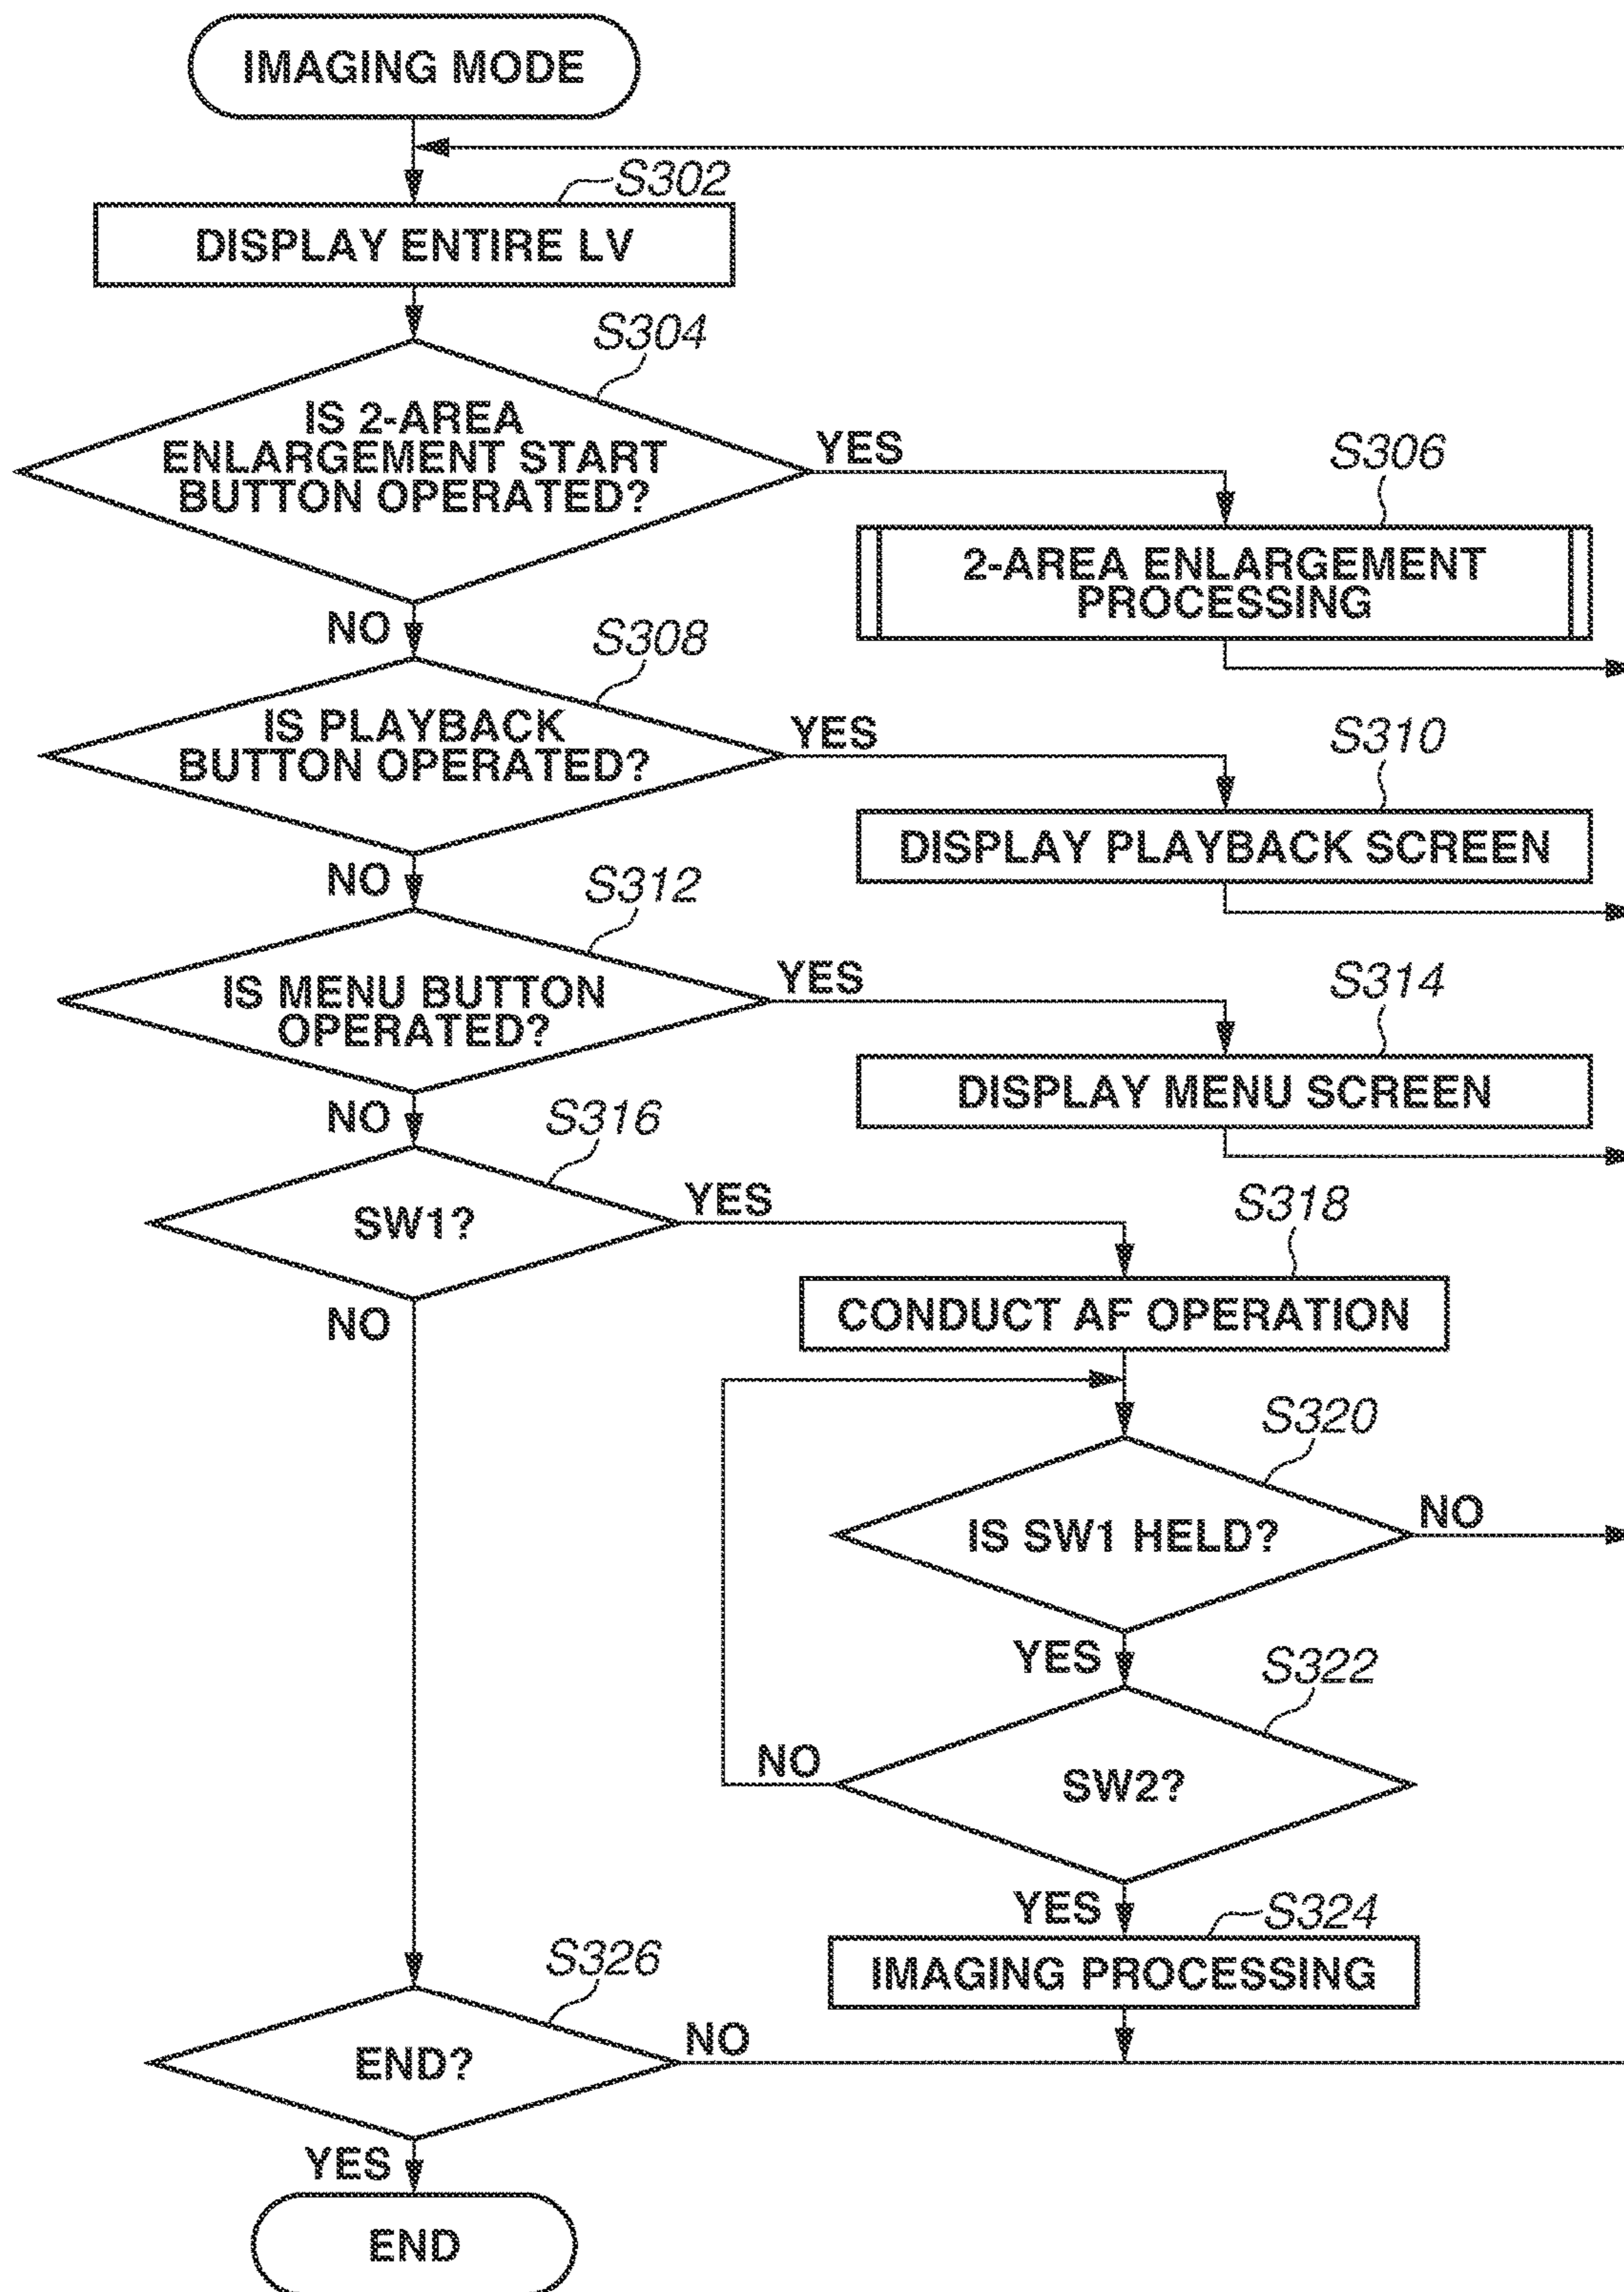 IMAGING MODE
S302
DISPLAY ENTIRE LV
S304
IS 2-AREA
ENLARGEMENT START
BUTTON OPERATED?
YES
S306
2-AREA ENLARGEMENT
PROCESSING
NO
S308
IS PLAYBACK
BUTTON OPERATED?
YES
S310
DISPLAY PLAYBACK SCREEN
NO
S312
IS MENU BUTTON
OPERATED?
YES
S314
DISPLAY MENU SCREEN
NO
S316
SW1?
YES
S318
CONDUCT AF OPERATION
NO
S320
IS SW1 HELD?
NO
YES
S322
SW2?
NO
YES
S324
IMAGING PROCESSING
S326
END?
NO
YES
END